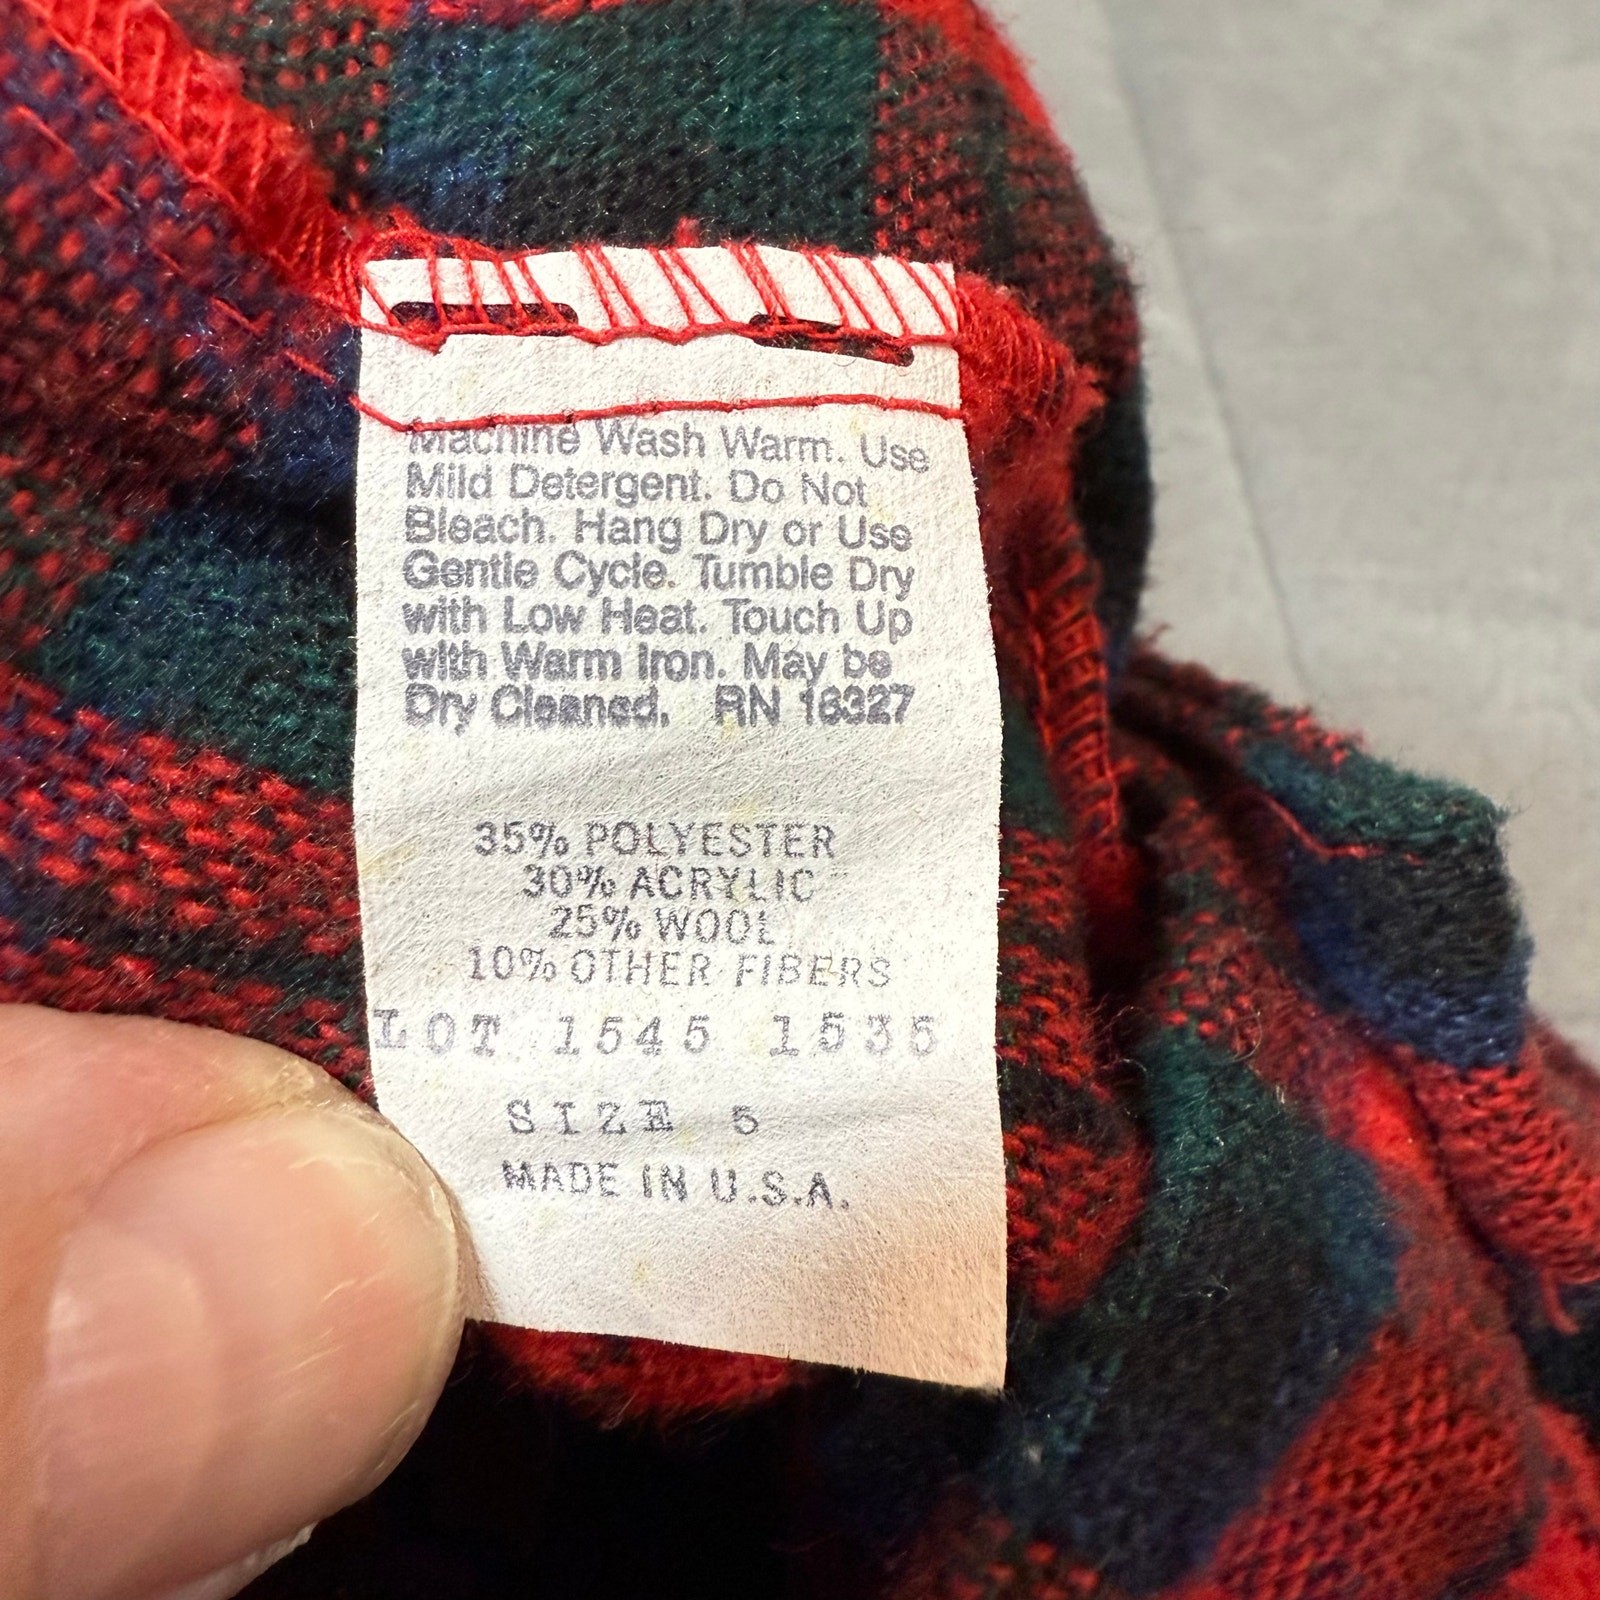 Machine Wash Warm. Use
Mild Detergent. Do Not
Bleach. Hang Dry or Use
Gentle Cycle. Tumble Dry
with Low Heat. Touch Up
with Warm Iron. May be
Dry Cleaned. RN 16327
35% POLYESTER
30% ACRYLIC
25% WOOL
10% OTHER FIBERS
LOT 1545 1535
SIZE 5
MADE IN U.S.A.